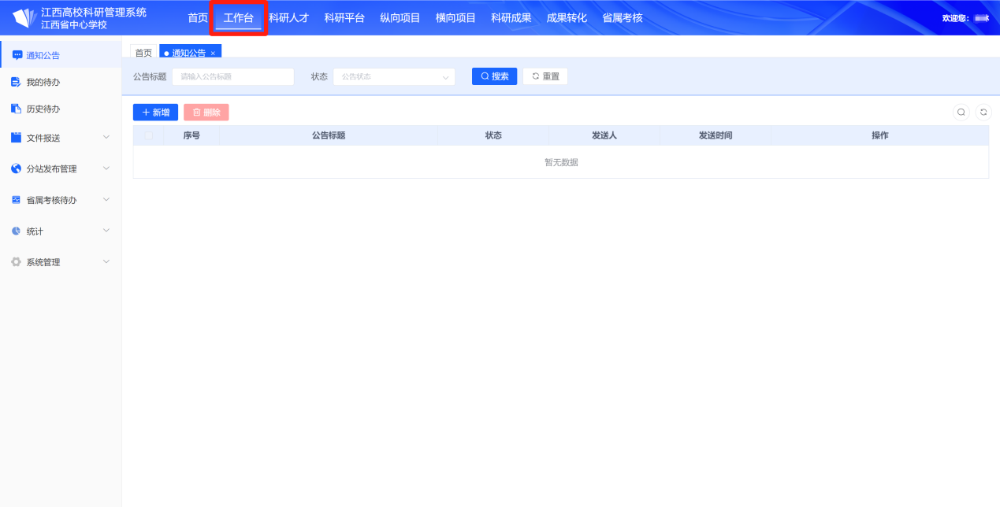 江西高校科研管理系统
江西省中心学校
首页 工作台 科研人才 科研平台 纵向项目 横向项目 科研成果 成果转化 省属考核
欢迎您:
通知公告
我的待办
历史待办
文件报送
分站发布管理
省属考核待办
统计
系统管理
首页 通知公告 ×
公告标题 请输入公告标题 状态 公告状态 搜索 重置
新增 删除
序号 公告标题 状态 发送人 发送时间 操作
暂无数据